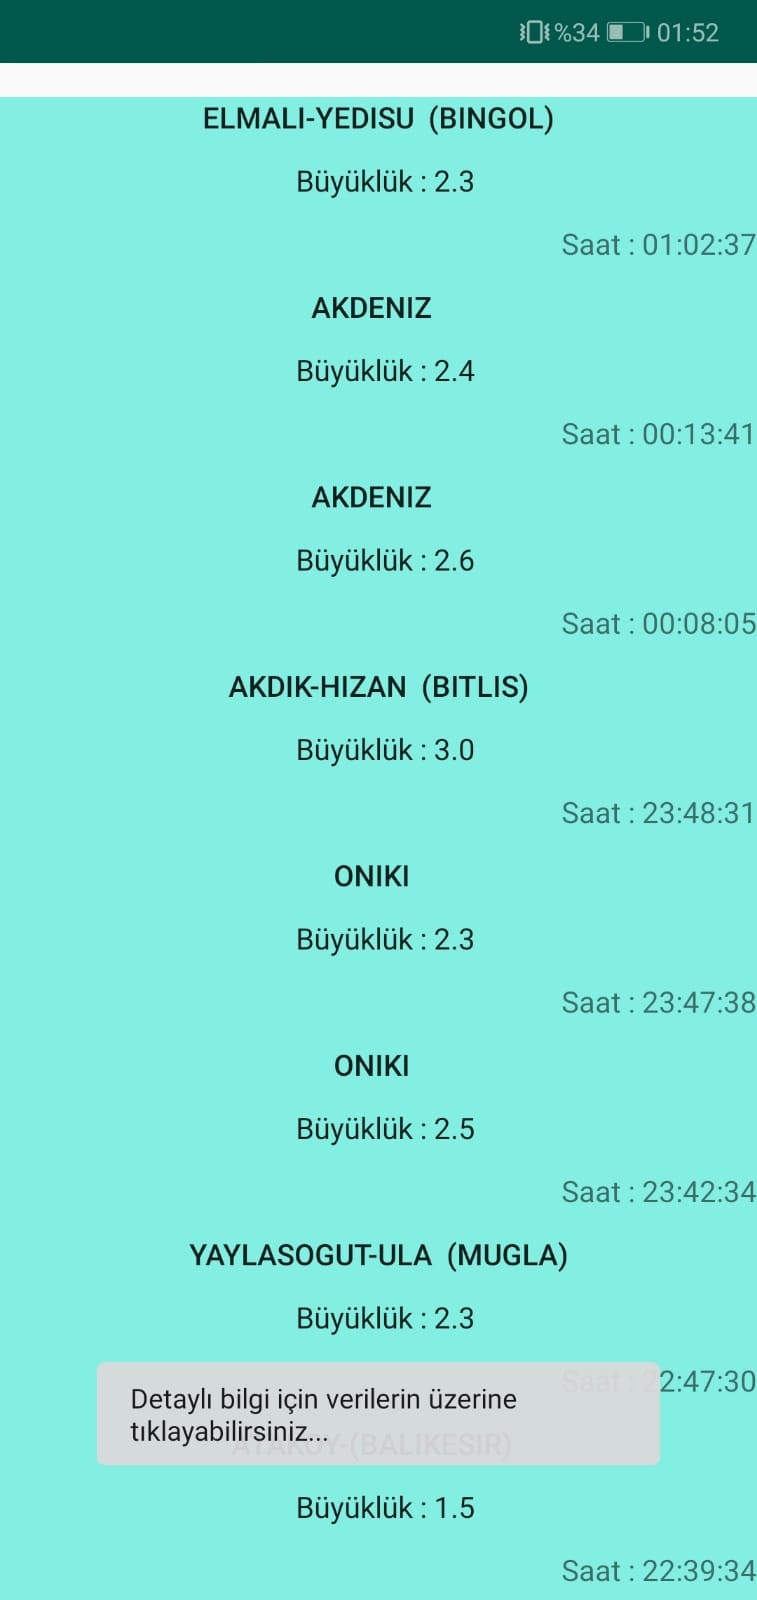 %34 01:52
ELMALI-YEDISU (BINGOL)
Büyüklük : 2.3
Saat : 01:02:37
AKDENIZ
Büyüklük : 2.4
Saat : 00:13:41
AKDENIZ
Büyüklük : 2.6
Saat : 00:08:05
AKDIK-HIZAN (BITLIS)
Büyüklük : 3.0
Saat : 23:48:31
ONIKI
Büyüklük : 2.3
Saat : 23:47:38
ONIKI
Büyüklük : 2.5
Saat : 23:42:34
YAYLASOGUT-ULA (MUGLA)
Büyüklük : 2.3
Saat : 22:47:30
Detaylı bilgi için verilerin üzerine
tıklayabilirsiniz...
ATAKOY-(BALIKESIR)
Büyüklük : 1.5
Saat : 22:39:34